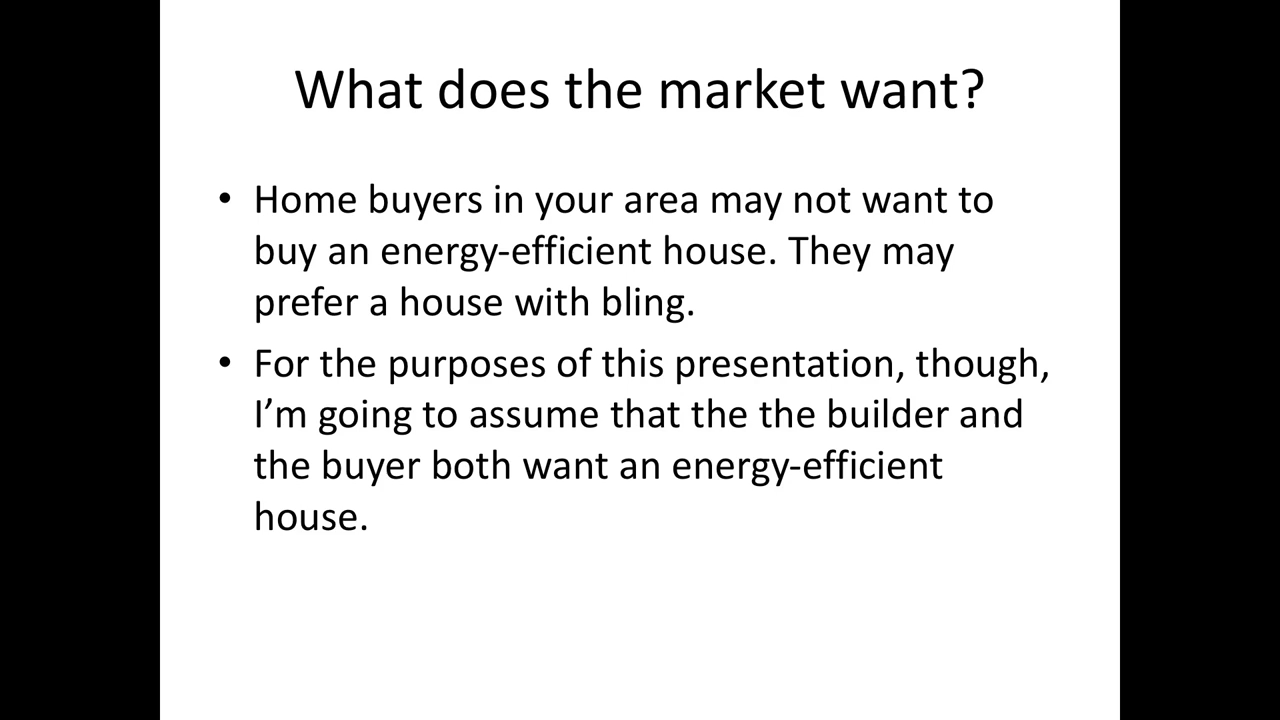 What does the market want?
• Home buyers in your area may not want to
buy an energy-efficient house. They may
prefer a house with bling.
• For the purposes of this presentation, though,
I’m going to assume that the the builder and
the buyer both want an energy-efficient
house.